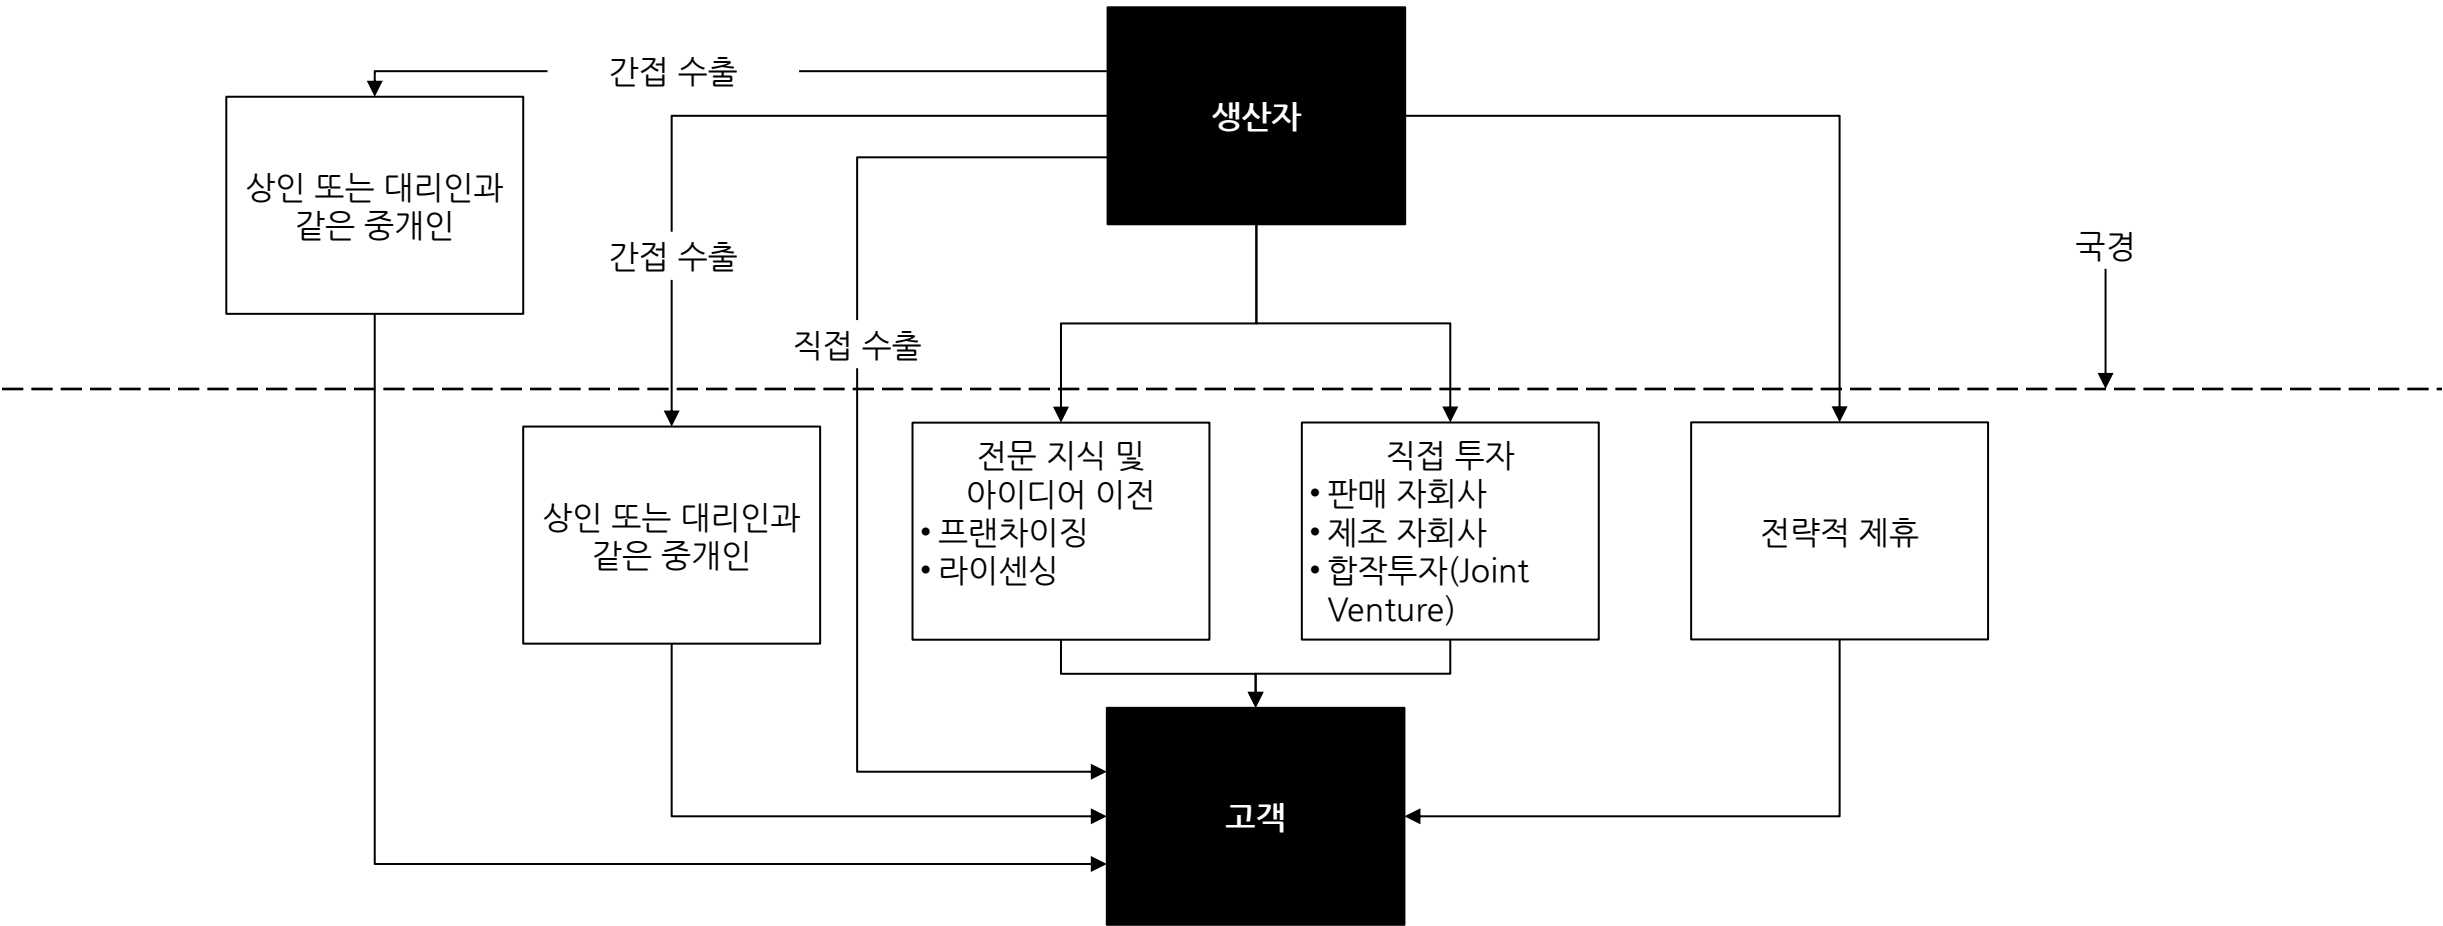 간접 수출
생산자
상인 또는 대리인과
같은 중개인
간접 수출
국경
직접 수출
상인 또는 대리인과
같은 중개인
전문 지식 및
아이디어 이전
• 프랜차이징
• 라이센싱
직접 투자
• 판매 자회사
• 제조 자회사
• 합작투자(Joint
Venture)
전략적 제휴
고객